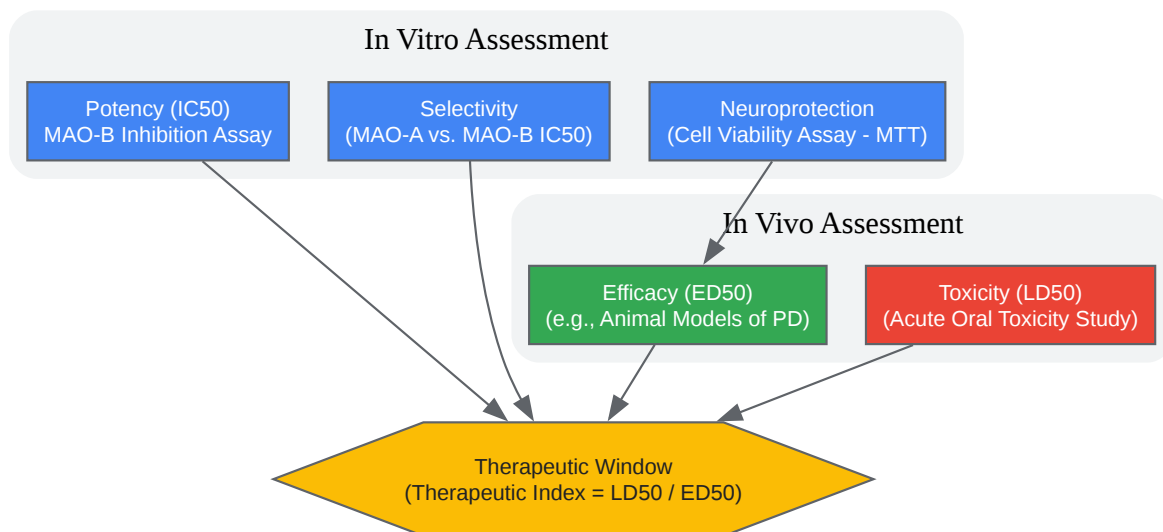 In Vitro Assessment
Potency (IC50)
MAO-B Inhibition Assay
Selectivity
(MAO-A vs. MAO-B IC50)
Neuroprotection
(Cell Viability Assay - MTT)
In Vivo Assessment
Efficacy (ED50)
(e.g., Animal Models of PD)
Toxicity (LD50)
(Acute Oral Toxicity Study)
Therapeutic Window
(Therapeutic Index = LD50 / ED50)